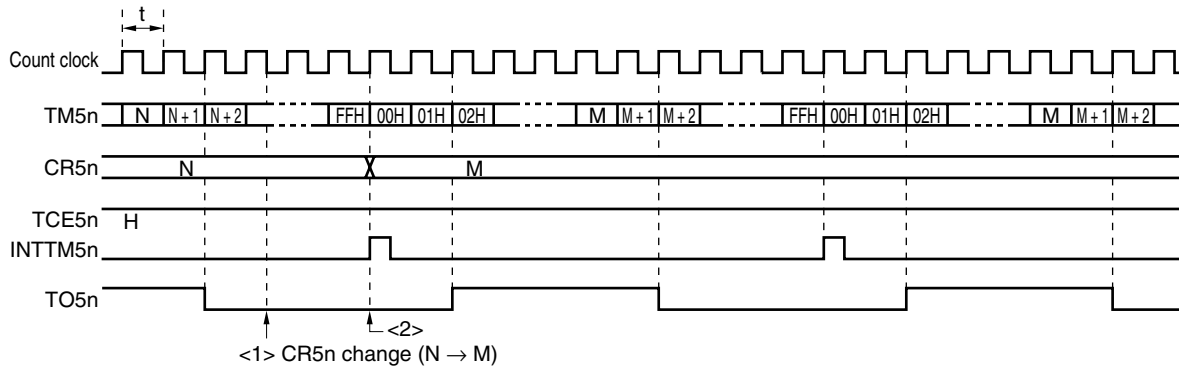 t
Count clock
TM5n N N + 1 N + 2 FFH 00H 01H 02H M M + 1 M + 2 FFH 00H 01H 02H M M + 1 M + 2
CR5n N M
TCE5n H
INTTM5n
TO5n
<2>
<1> CR5n change (N → M)